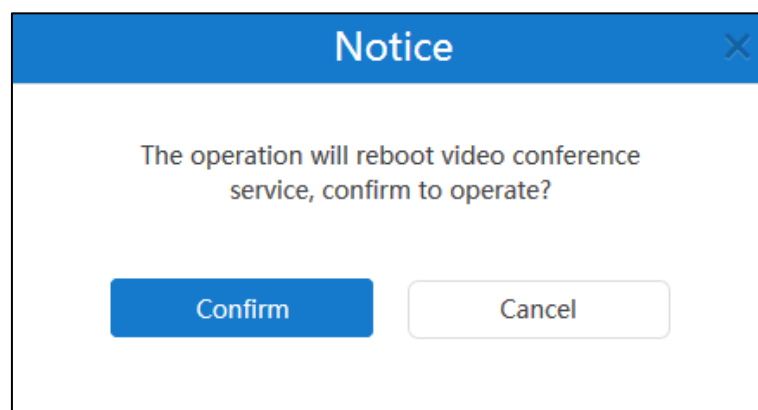 Notice
The operation will reboot video conference
service, confirm to operate?
Confirm
Cancel